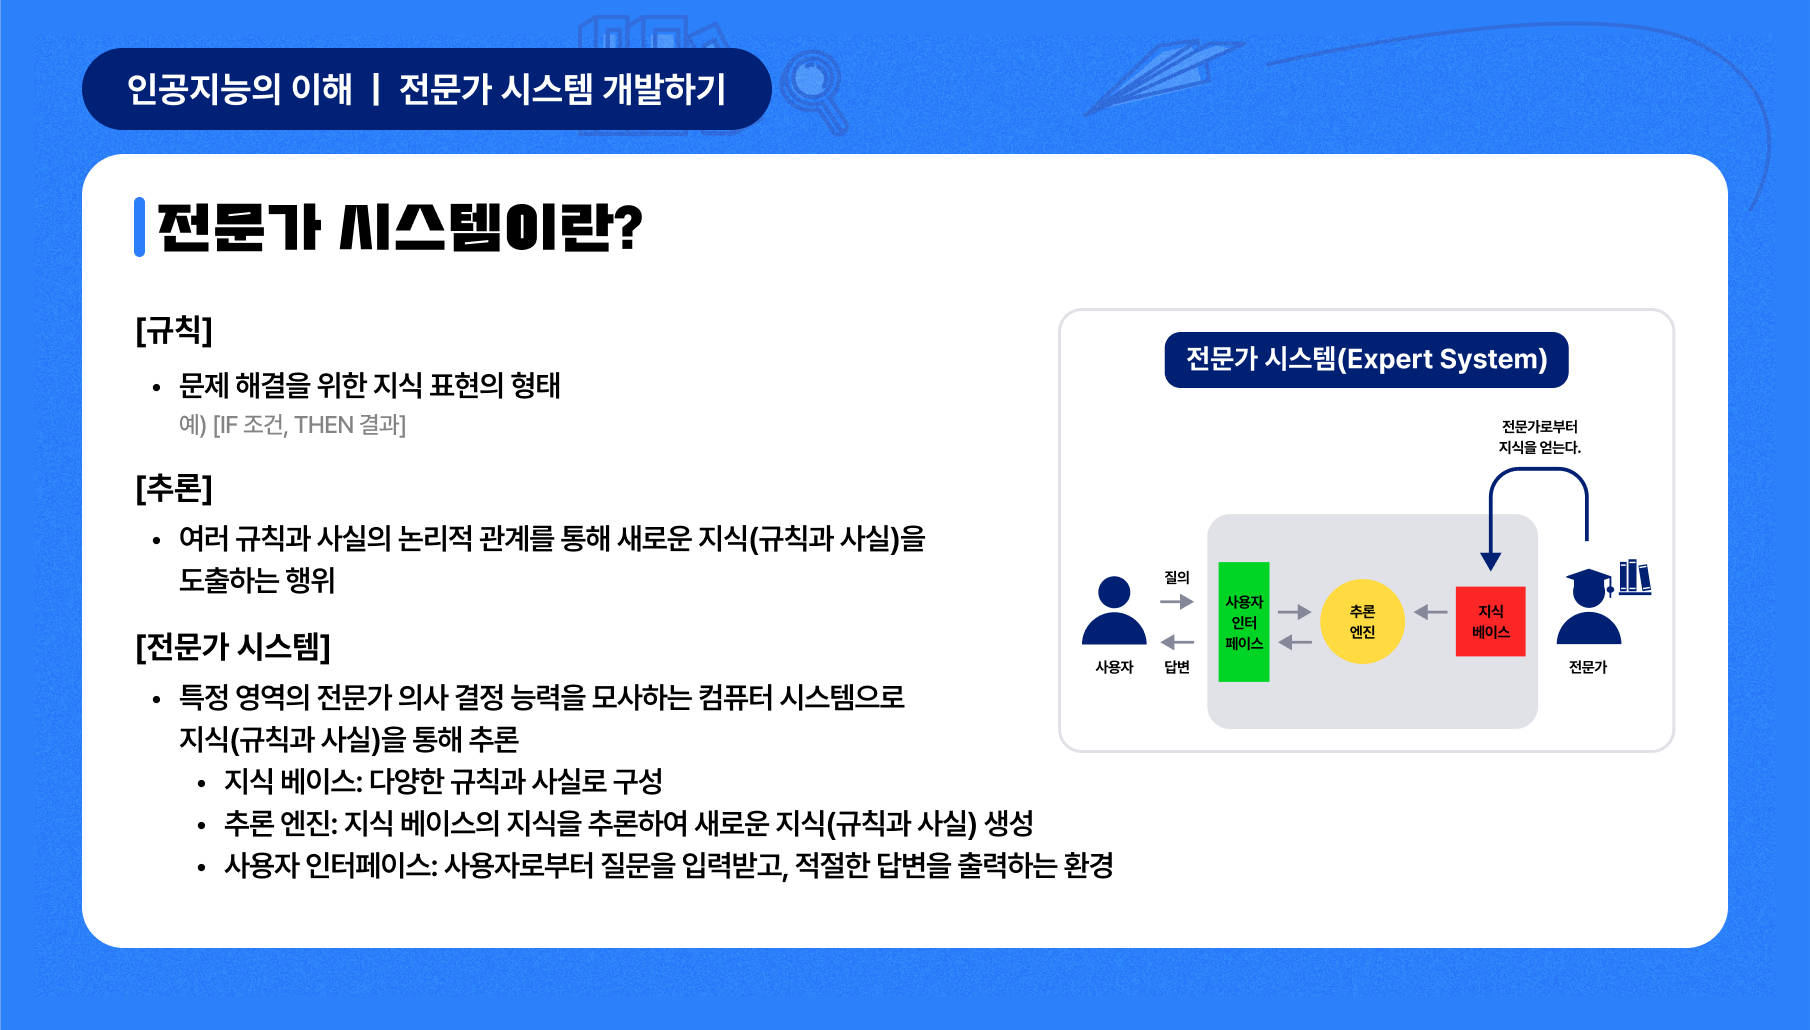 인공지능의 이해 | 전문가 시스템 개발하기
전문가 시스템이란?
[규칙]
• 문제 해결을 위한 지식 표현의 형태
예) [IF 조건, THEN 결과]
[추론]
• 여러 규칙과 사실의 논리적 관계를 통해 새로운 지식(규칙과 사실)을
도출하는 행위
[전문가 시스템]
• 특정 영역의 전문가 의사 결정 능력을 모사하는 컴퓨터 시스템으로
지식(규칙과 사실)을 통해 추론
• 지식 베이스: 다양한 규칙과 사실로 구성
• 추론 엔진: 지식 베이스의 지식을 추론하여 새로운 지식(규칙과 사실) 생성
• 사용자 인터페이스: 사용자로부터 질문을 입력받고, 적절한 답변을 출력하는 환경
전문가 시스템(Expert System)
전문가로부터
지식을 얻는다.
사용자
질의
답변
사용자
인터
페이스
추론
엔진
지식
베이스
전문가